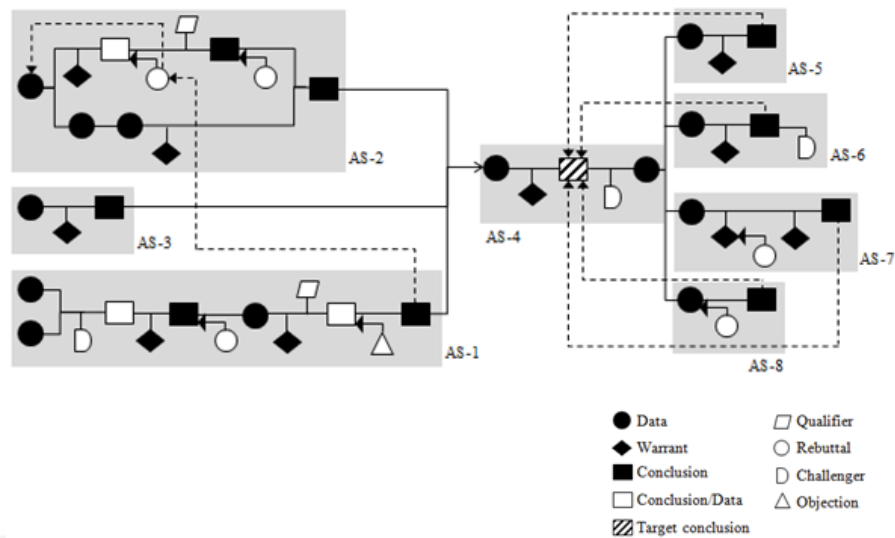 AS-5
AS-2
AS-6
AS-4
AS-3
AS-7
AS-1
AS-8
Data
Qualifier
Warrant
Rebuttal
Conclusion
Challenger
Conclusion/Data
Objection
Target conclusion